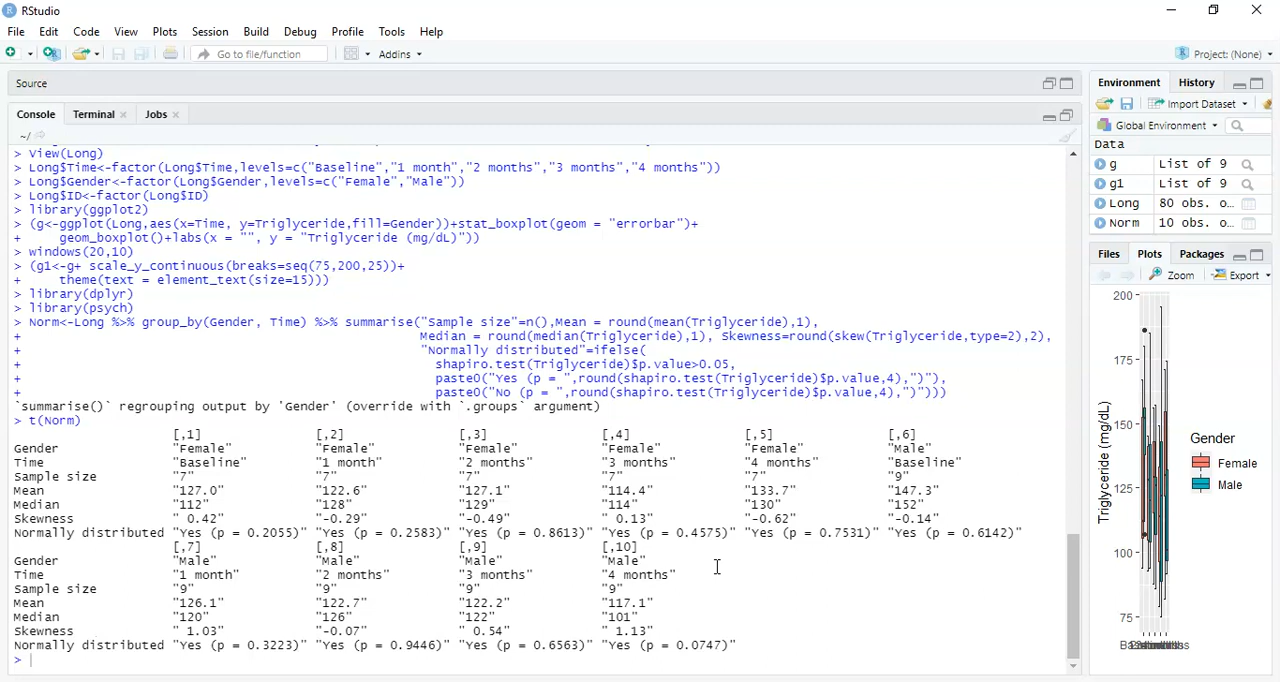 RStudio
File Edit Code View Plots Session Build Debug Profile Tools Help
Go to file/function Addins Project: (None)
Source
Console Terminal Jobs
~/
> View(Long)
> Long$Time<-factor(Long$Time,levels=c("Baseline","1 month","2 months","3 months","4 months"))
> Long$Gender<-factor(Long$Gender,levels=c("Female","Male"))
> Long$ID<-factor(Long$ID)
> library(ggplot2)
> (g<-ggplot(Long,aes(x=Time, y=Triglyceride,fill=Gender))+stat_boxplot(geom = "errorbar")+
+ geom_boxplot()+labs(x = "", y = "Triglyceride (mg/dL)"))
> windows(20,10)
> (g1<-g+ scale_y_continuous(breaks=seq(75,200,25))+
+ theme(text = element_text(size=15)))
> library(dplyr)
> library(psych)
> Norm<-Long %>% group_by(Gender, Time) %>% summarise("Sample size"=n(),Mean = round(mean(Triglyceride),1),
+ Median = round(median(Triglyceride),1), Skewness=round(skew(Triglyceride,type=2),2),
+ "Normally distributed"=ifelse(
+ shapiro.test(Triglyceride)$p.value>0.05,
+ paste0("Yes (p = ",round(shapiro.test(Triglyceride)$p.value,4),")"),
+ paste0("No (p = ",round(shapiro.test(Triglyceride)$p.value,4),")")))
`summarise()` regrouping output by 'Gender' (override with `.groups` argument)
> t(Norm)
[,1] [,2] [,3] [,4] [,5] [,6]
Gender "Female" "Female" "Female" "Female" "Female" "Male"
Time "Baseline" "1 month" "2 months" "3 months" "4 months" "Baseline"
Sample size "7" "7" "7" "7" "7" "9"
Mean "127.0" "122.6" "127.1" "114.4" "133.7" "147.3"
Median "112" "128" "129" "114" "130" "152"
Skewness " 0.42" "-0.29" "-0.49" " 0.13" "-0.62" "-0.14"
Normally distributed "Yes (p = 0.2055)" "Yes (p = 0.2583)" "Yes (p = 0.8613)" "Yes (p = 0.4575)" "Yes (p = 0.7531)" "Yes (p = 0.6142)"
[,7] [,8] [,9] [,10]
Gender "Male" "Male" "Male" "Male"
Time "1 month" "2 months" "3 months" "4 months"
Sample size "9" "9" "9" "9"
Mean "126.1" "122.7" "122.2" "117.1"
Median "120" "126" "122" "101"
Skewness " 1.03" "-0.07" " 0.54" " 1.13"
Normally distributed "Yes (p = 0.3223)" "Yes (p = 0.9446)" "Yes (p = 0.6563)" "Yes (p = 0.0747)"
>
Environment History
Import Dataset
Global Environment
Data
g List of 9
g1 List of 9
Long 80 obs. o...
Norm 10 obs. o...
Files Plots Packages
Zoom Export
200
175
150
125
100
75
Triglyceride (mg/dL)
Gender
Female
Male